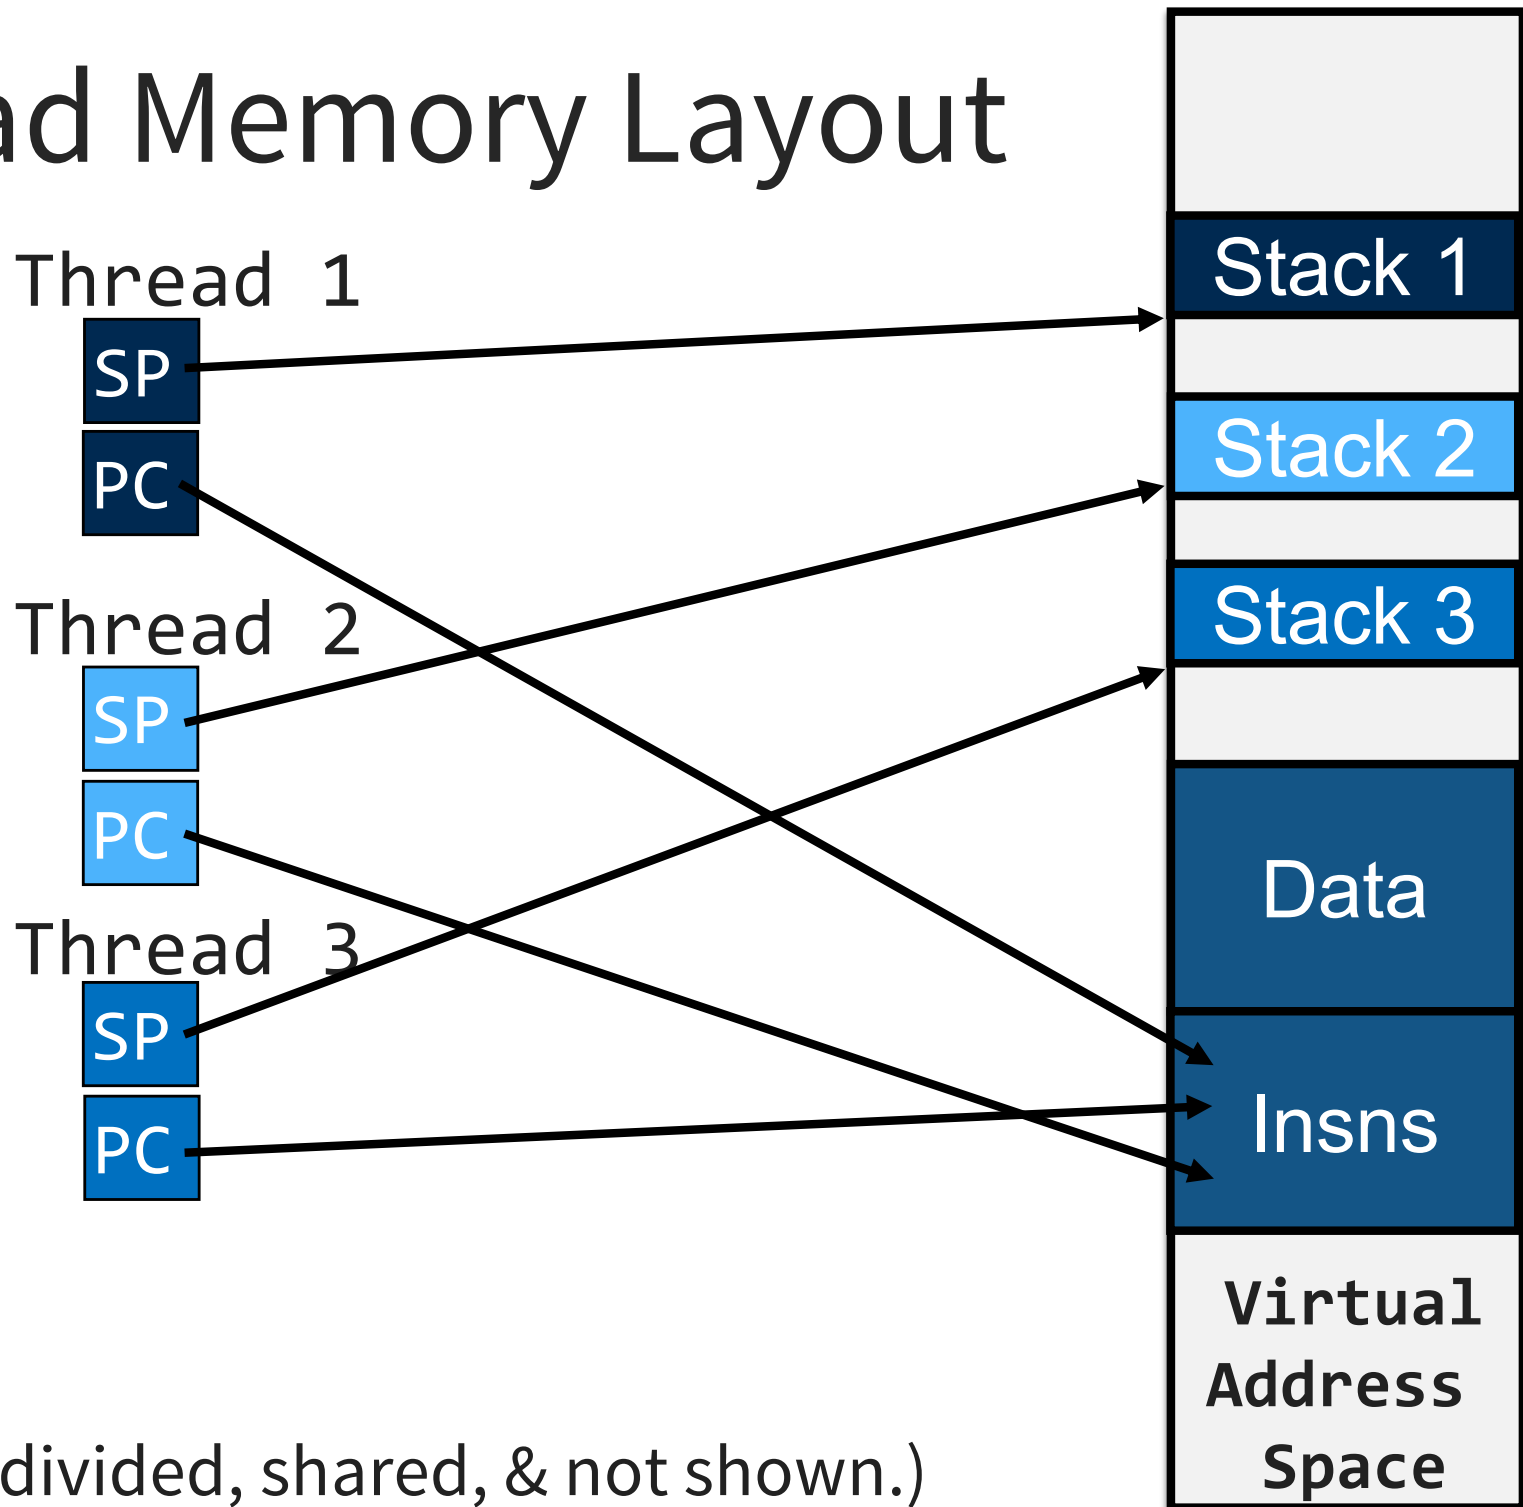 ad Memory Layout
Thread 1
SP
PC
Thread 2
SP
PC
Thread 3
SP
PC
Stack 1
Stack 2
Stack 3
Data
Insns
Virtual
Address
Space
divided, shared, & not shown.)